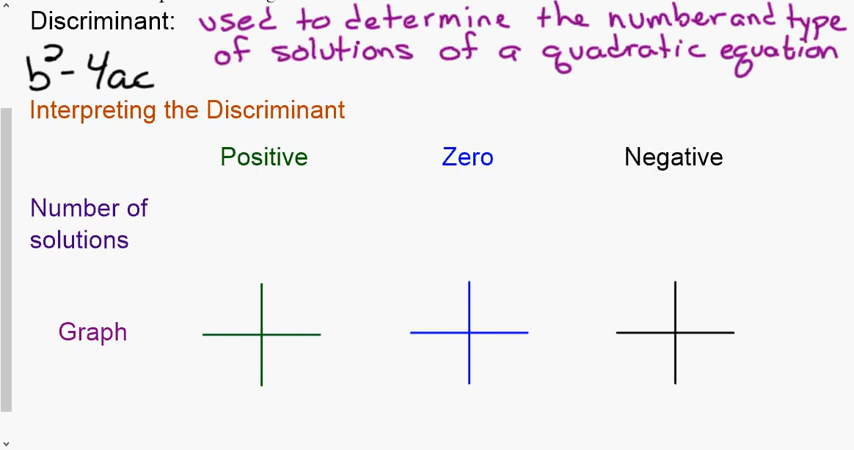 Discriminant: used to determine the number and type
of solutions of a quadratic equation
b² - 4ac
Interpreting the Discriminant
Positive Zero Negative
Number of
solutions
Graph